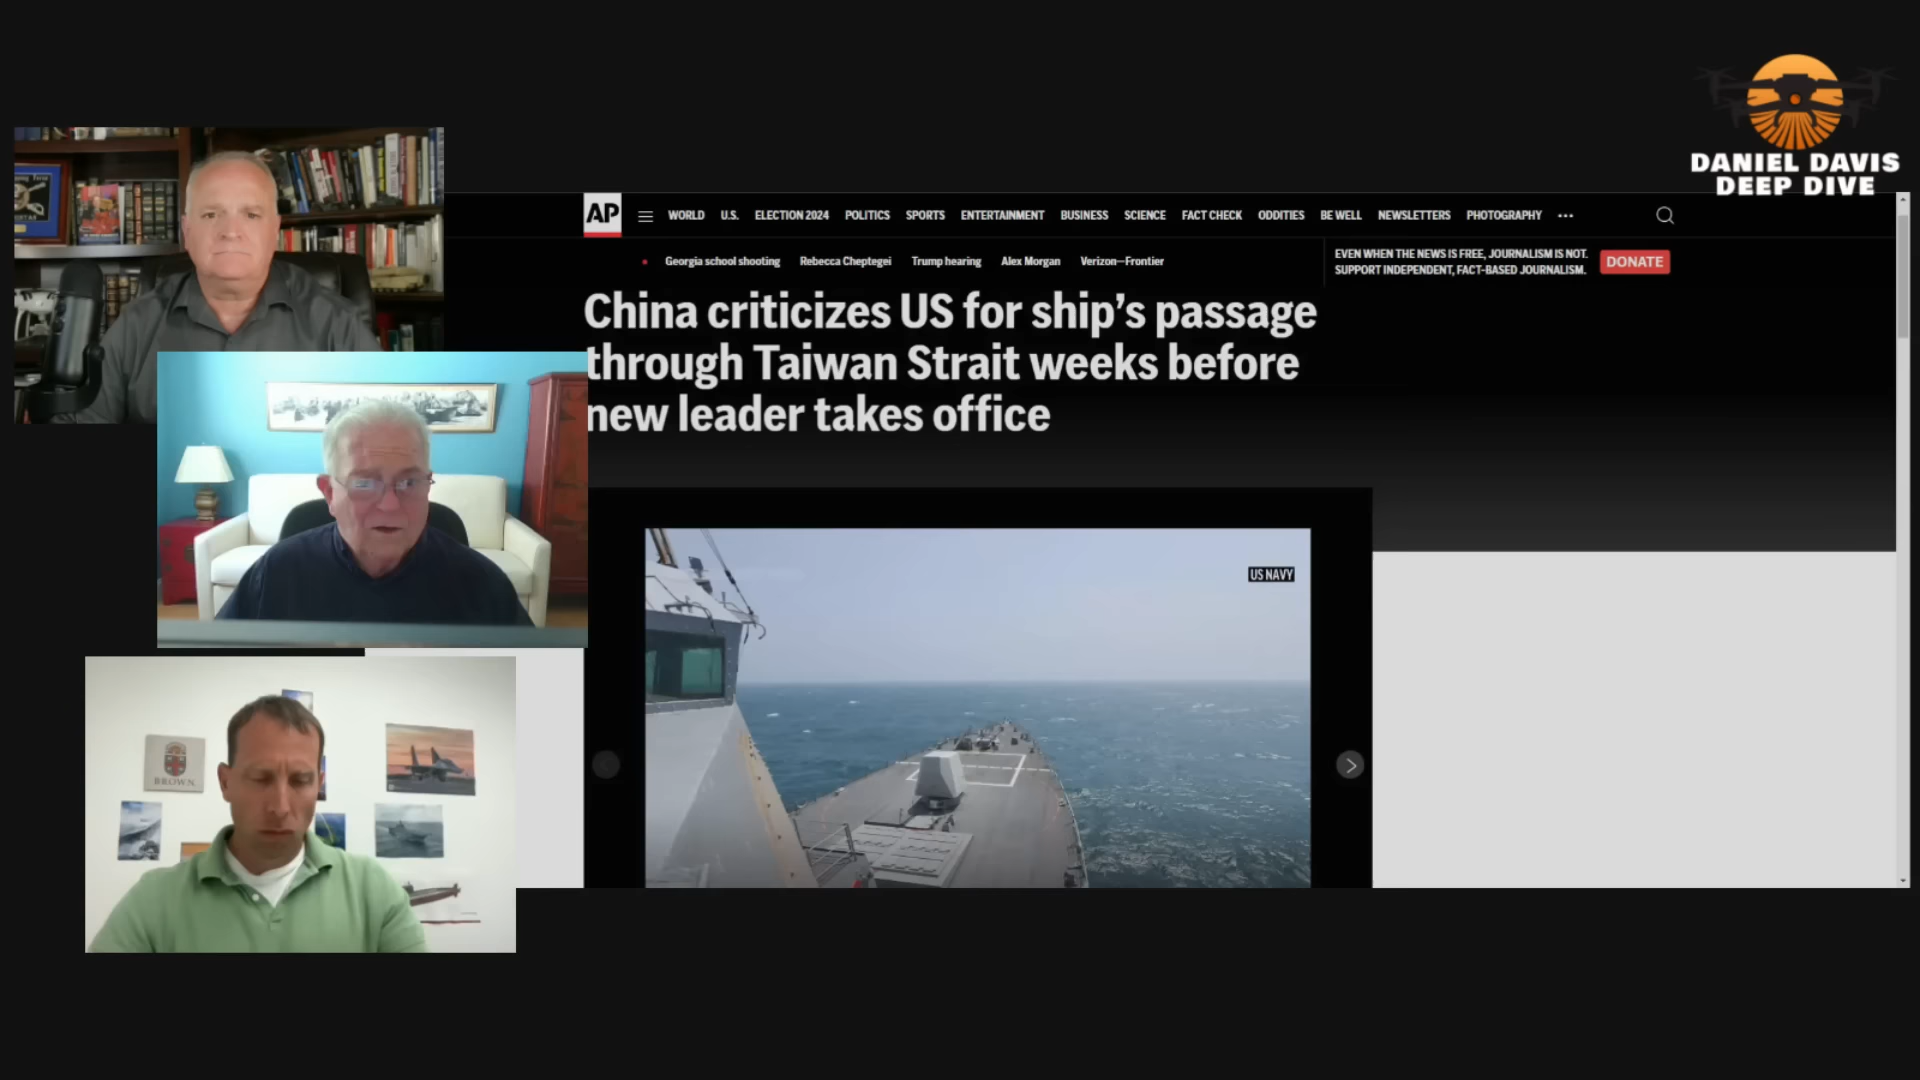 DANIEL DAVIS
DEEP DIVE
AP
WORLD U.S. ELECTION 2024 POLITICS SPORTS ENTERTAINMENT BUSINESS SCIENCE FACT CHECK ODDITIES BE WELL NEWSLETTERS PHOTOGRAPHY
Georgia school shooting Rebecca Cheptegei Trump hearing Alex Morgan Verizon—Frontier
EVEN WHEN THE NEWS IS FREE, JOURNALISM IS NOT.
SUPPORT INDEPENDENT, FACT-BASED JOURNALISM.
DONATE
China criticizes US for ship's passage
through Taiwan Strait weeks before
new leader takes office
US NAVY
BROWN